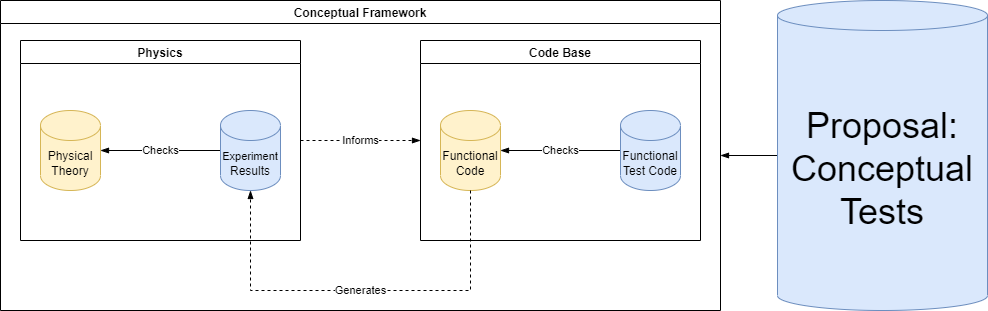 Conceptual Framework
Physics
Code Base
Physical
Theory
Checks
Experiment
Results
Informs
Functional
Code
Checks
Functional
Test Code
Generates
Proposal:
Conceptual
Tests